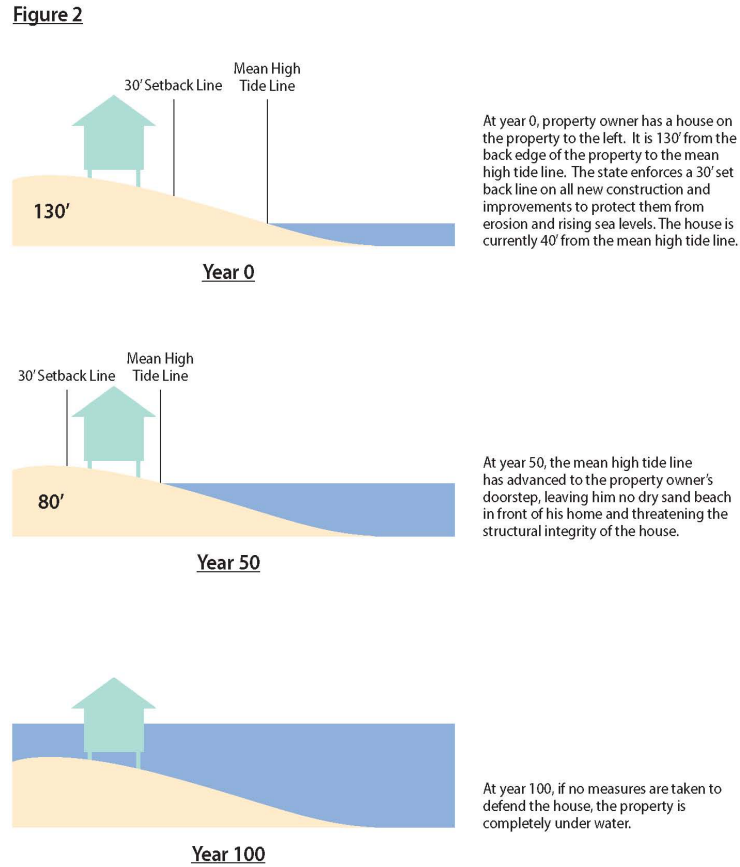 Figure 2
Mean High
30' Setback Line Tide Line
At year 0, property owner has a house on
the property to the left. It is 130' from the
back edge of the property to the mean
high tide line. The state enforces a 30' set
back line on all new construction and
improvements to protect them from
erosion and rising sea levels. The house is
currently 40' from the mean high tide line.
130'
Year 0
Mean High
30' Setback Line Tide Line
At year 50, the mean high tide line
has advanced to the property owner's
doorstep, leaving him no dry sand beach
in front of his home and threatening the
structural integrity of the house.
80'
Year 50
At year 100, if no measures are taken to
defend the house, the property is
completely under water.
Year 100